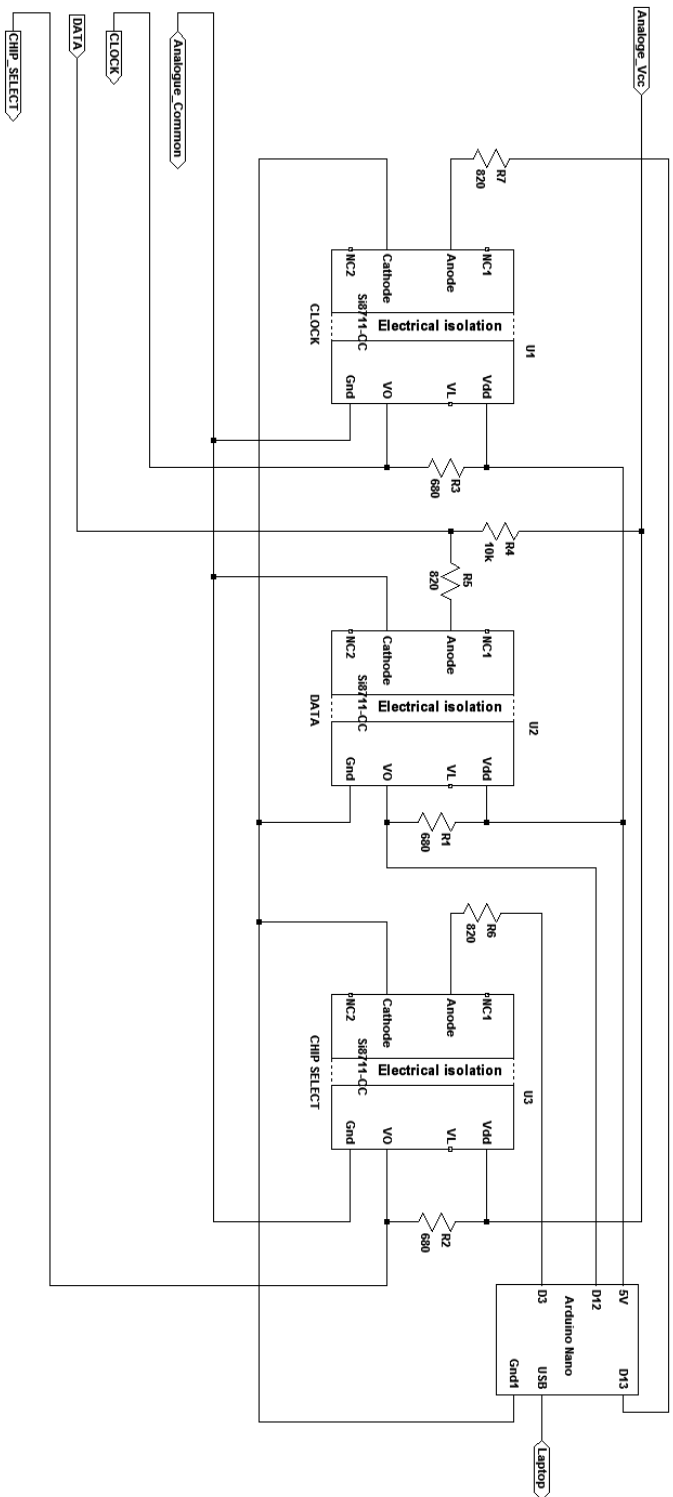 Analoge_Vcc
R7
820
U1
NC1
Anode
Cathode
NC2
Electrical isolation
Si8711-CC
Vdd
VL
VO
Gnd
CLOCK
R3
680
R4
10k
R5
820
U2
NC1
Anode
Cathode
NC2
Electrical isolation
Si8711-CC
Vdd
VL
VO
Gnd
DATA
R1
680
R6
820
U3
NC1
Anode
Cathode
NC2
Electrical isolation
Si8711-CC
Vdd
VL
VO
Gnd
CHIP SELECT
R2
680
5V
D13
D12
Arduino Nano
D3
USB
Gnd1
Laptop
Analogue_Common
CLOCK
DATA
CHIP_SELECT